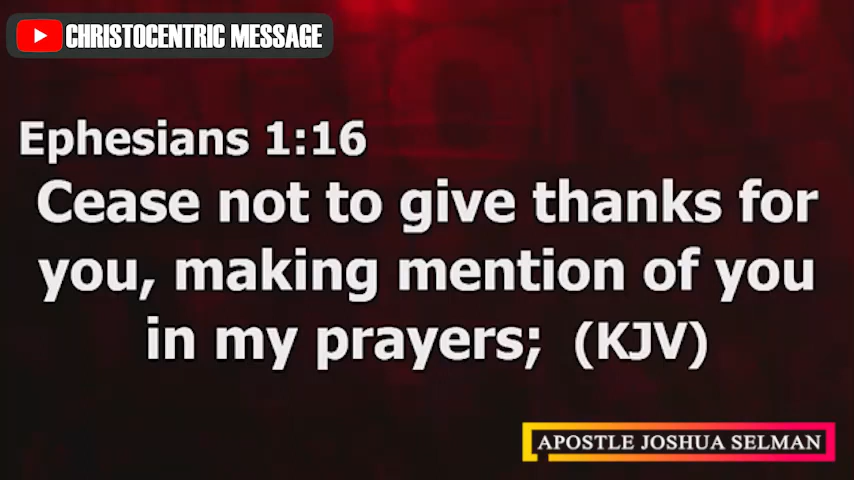 CHRISTOCENTRIC MESSAGE
Ephesians 1:16
Cease not to give thanks for
you, making mention of you
in my prayers; (KJV)
APOSTLE JOSHUA SELMAN